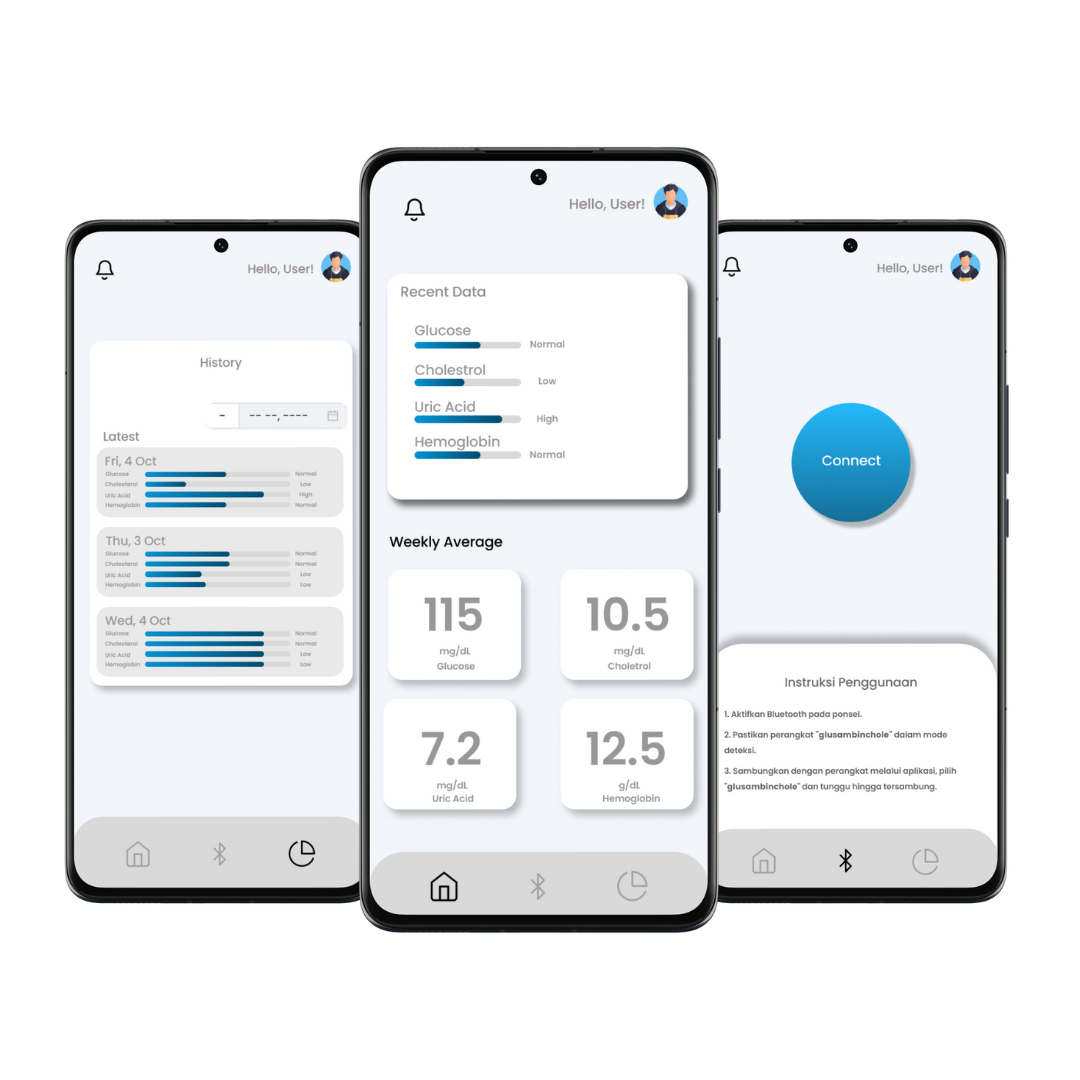 Hello, User!
History
- -- --, ----
Latest
Fri, 4 Oct
Glucose Normal
Cholesterol Low
Uric Acid High
Hemoglobin Normal
Thu, 3 Oct
Glucose Normal
Cholesterol Normal
Uric Acid Low
Hemoglobin Low
Wed, 4 Oct
Glucose Normal
Cholesterol Normal
Uric Acid Low
Hemoglobin Low
Hello, User!
Recent Data
Glucose
Normal
Cholestrol
Low
Uric Acid
High
Hemoglobin
Normal
Weekly Average
115
mg/dL
Glucose
10.5
mg/dL
Choletrol
7.2
mg/dL
Uric Acid
12.5
g/dL
Hemoglobin
Hello, User!
Connect
Instruksi Penggunaan
1. Aktifkan Bluetooth pada ponsel.
2. Pastikan perangkat "glusambinchole" dalam mode
deteksi.
3. Sambungkan dengan perangkat melalui aplikasi, pilih
"glusambinchole" dan tunggu hingga tersambung.